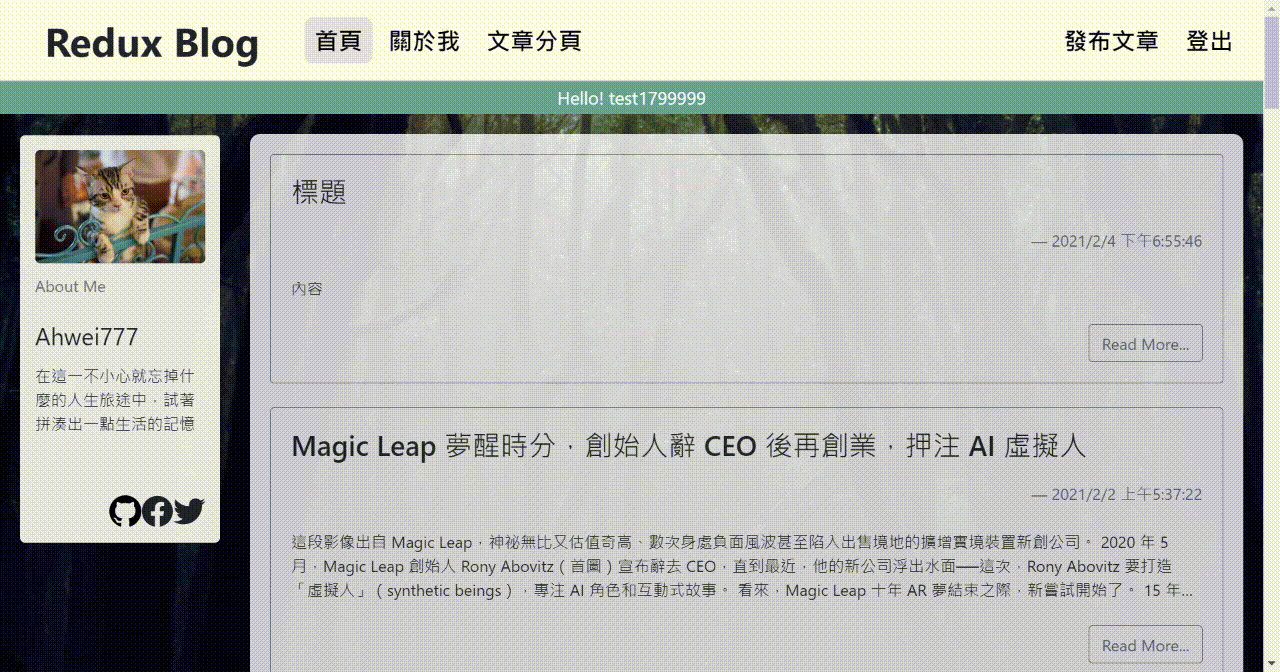 Redux Blog 首頁 關於我 文章分頁 發布文章 登出
Hello! test1799999
About Me
Ahwei777
在這一不小心就忘掉什
麼的人生旅途中，試著
拼湊出一點生活的記憶
標題
— 2021/2/4 下午6:55:46
內容
Read More...
Magic Leap 夢醒時分，創始人辭 CEO 後再創業，押注 AI 虛擬人
— 2021/2/2 上午5:37:22
這段影像出自 Magic Leap，神祕無比又估值奇高、數次身處負面風波甚至陷入出售境地的擴增實境裝置新創公司。 2020 年 5
月，Magic Leap 創始人 Rony Abovitz（首圖）宣布辭去 CEO，直到最近，他的新公司浮出水面──這次，Rony Abovitz 要打造
「虛擬人」（synthetic beings），專注 AI 角色和互動式故事。 看來，Magic Leap 十年 AR 夢結束之際，新嘗試開始了。 15 年...
Read More...